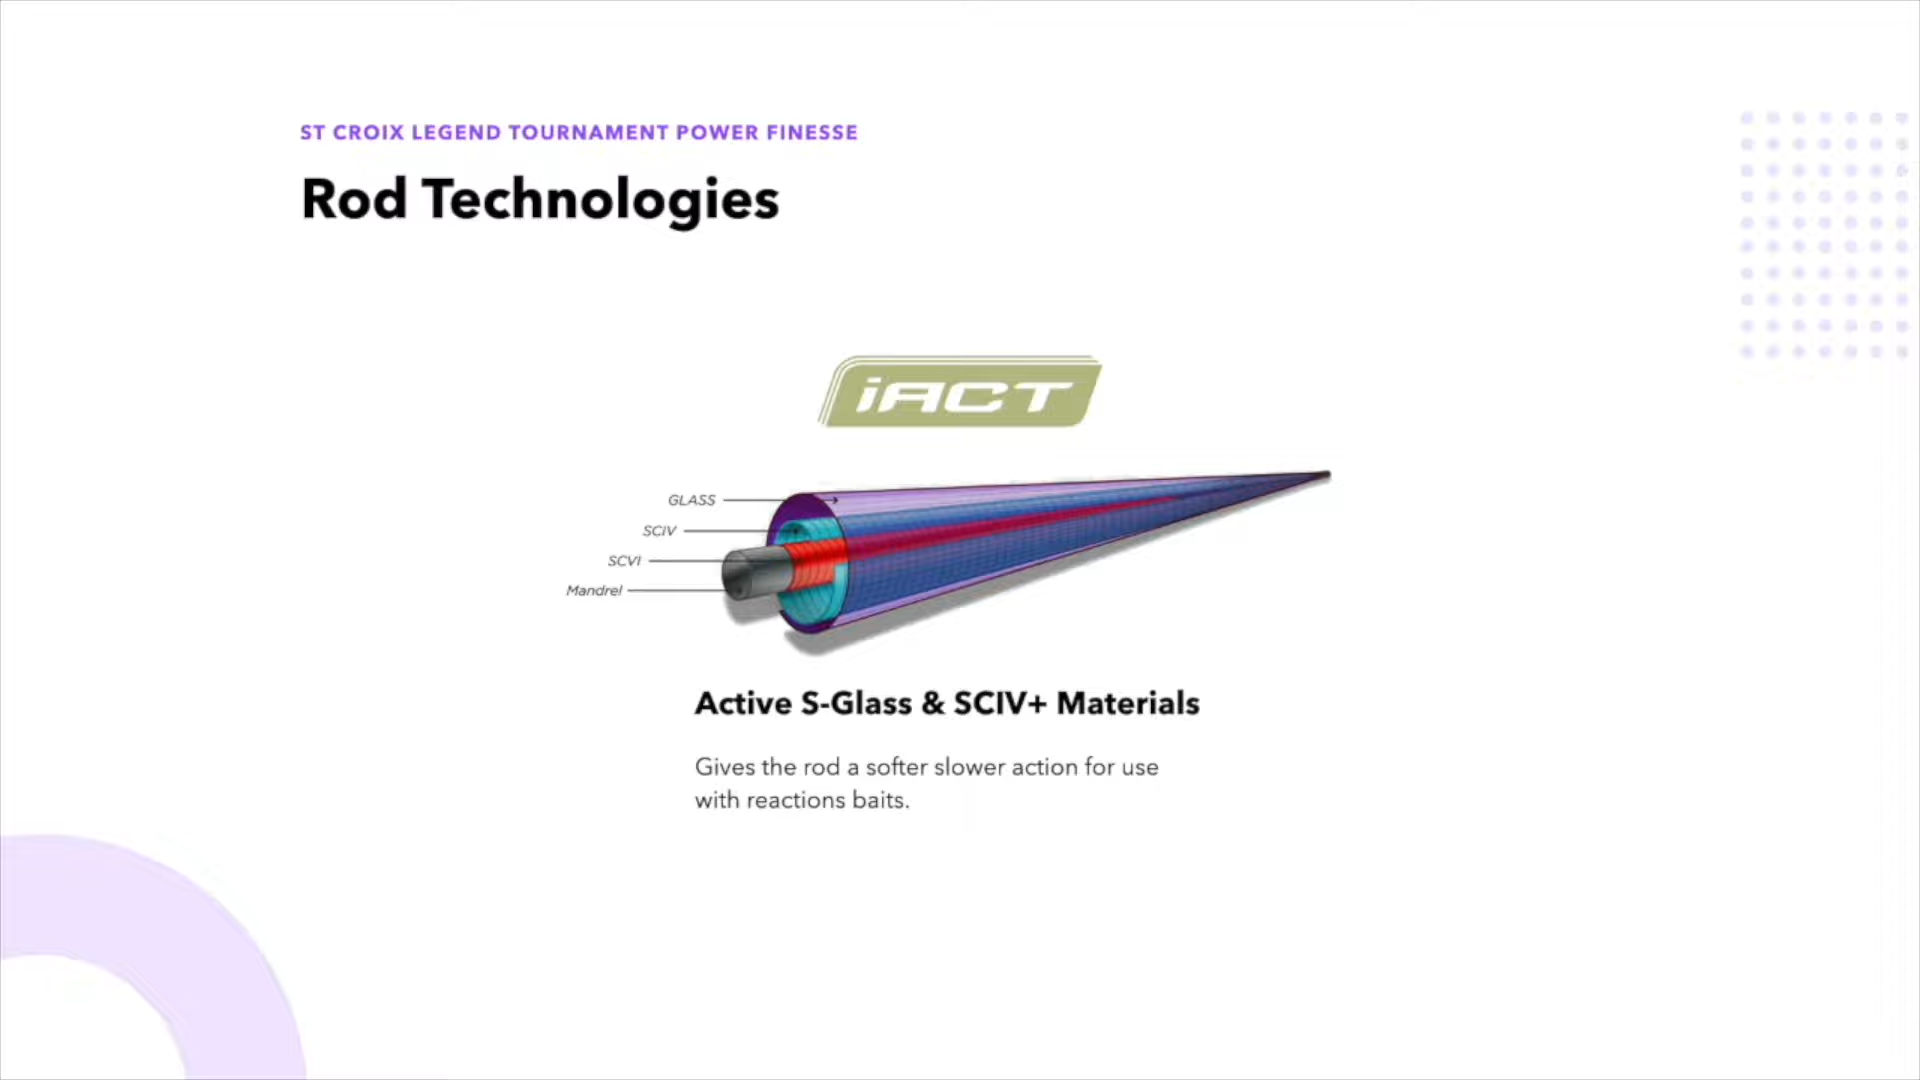 ST CROIX LEGEND TOURNAMENT POWER FINESSE
Rod Technologies
iACT
GLASS
SCIV
SCVI
Mandrel
Active S-Glass & SCIV+ Materials
Gives the rod a softer slower action for use
with reactions baits.